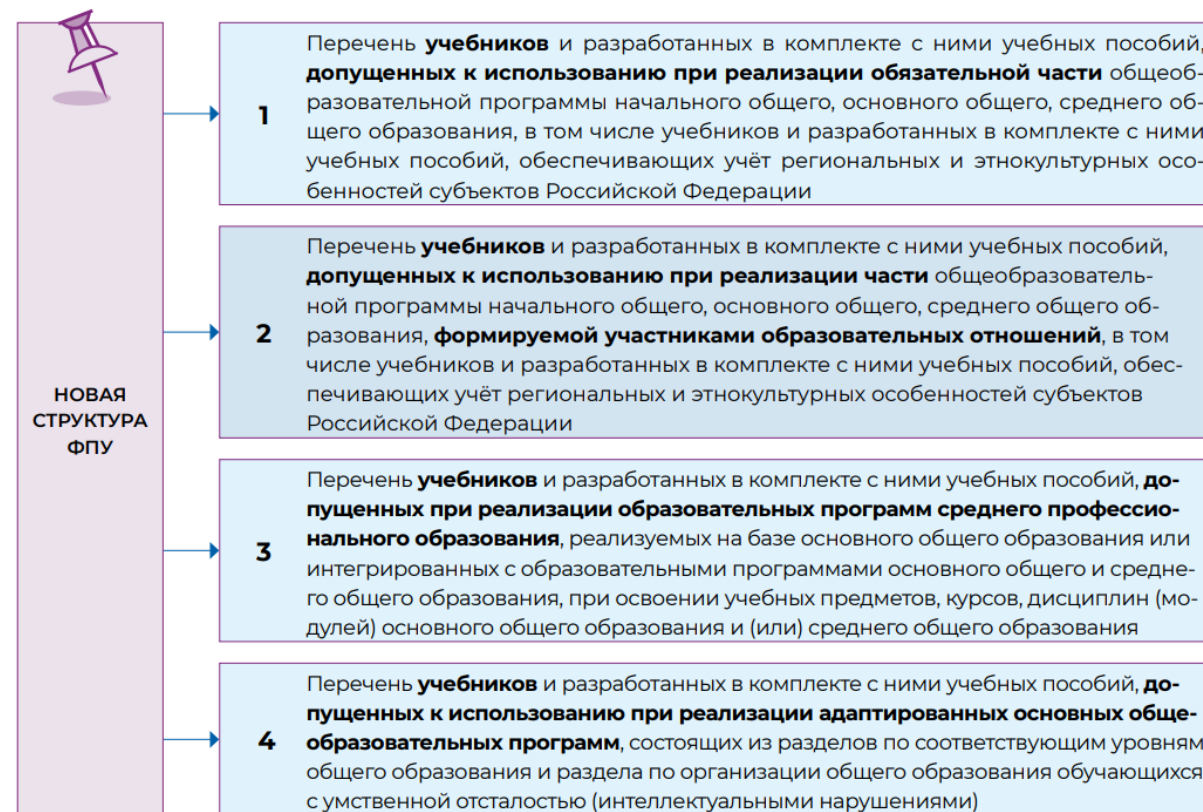 НОВАЯ
СТРУКТУРА
ФПУ
1
Перечень учебников и разработанных в комплекте с ними учебных пособий,
допущенных к использованию при реализации обязательной части общеоб-
разовательной программы начального общего, основного общего, среднего об-
щего образования, в том числе учебников и разработанных в комплекте с ними
учебных пособий, обеспечивающих учёт региональных и этнокультурных осо-
бенностей субъектов Российской Федерации
2
Перечень учебников и разработанных в комплекте с ними учебных пособий,
допущенных к использованию при реализации части общеобразователь-
ной программы начального общего, основного общего, среднего общего об-
разования, формируемой участниками образовательных отношений, в том
числе учебников и разработанных в комплекте с ними учебных пособий, обес-
печивающих учёт региональных и этнокультурных особенностей субъектов
Российской Федерации
3
Перечень учебников и разработанных в комплекте с ними учебных пособий, до-
пущенных при реализации образовательных программ среднего профессио-
нального образования, реализуемых на базе основного общего образования или
интегрированных с образовательными программами основного общего и средне-
го общего образования, при освоении учебных предметов, курсов, дисциплин (мо-
дулей) основного общего образования и (или) среднего общего образования
4
Перечень учебников и разработанных в комплекте с ними учебных пособий, до-
пущенных к использованию при реализации адаптированных основных обще-
образовательных программ, состоящих из разделов по соответствующим уровням
общего образования и раздела по организации общего образования обучающихся
с умственной отсталостью (интеллектуальными нарушениями)